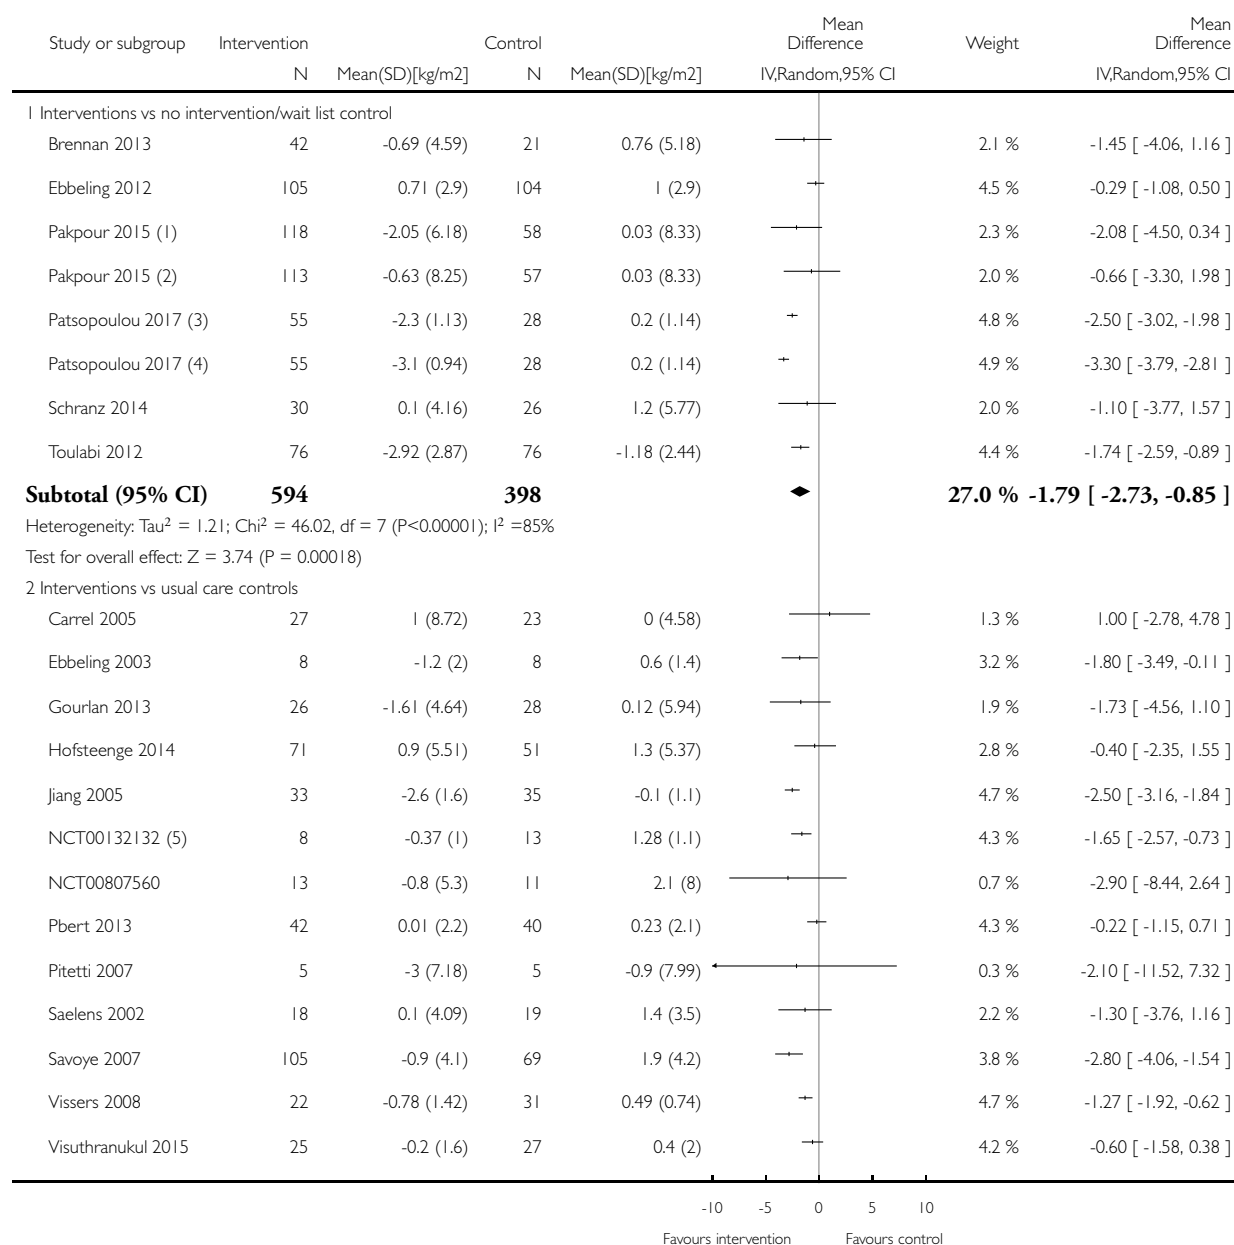 Mean Mean
Study or subgroup Intervention Control Difference Weight Difference
N Mean(SD)[kg/m2] N Mean(SD)[kg/m2] IV,Random,95% CI IV,Random,95% CI
1 Interventions vs no intervention/wait list control
Brennan 2013 42 -0.69 (4.59) 21 0.76 (5.18) 2.1 % -1.45 [ -4.06, 1.16 ]
Ebbeling 2012 105 0.71 (2.9) 104 1 (2.9) 4.5 % -0.29 [ -1.08, 0.50 ]
Pakpour 2015 (1) 118 -2.05 (6.18) 58 0.03 (8.33) 2.3 % -2.08 [ -4.50, 0.34 ]
Pakpour 2015 (2) 113 -0.63 (8.25) 57 0.03 (8.33) 2.0 % -0.66 [ -3.30, 1.98 ]
Patsopoulou 2017 (3) 55 -2.3 (1.13) 28 0.2 (1.14) 4.8 % -2.50 [ -3.02, -1.98 ]
Patsopoulou 2017 (4) 55 -3.1 (0.94) 28 0.2 (1.14) 4.9 % -3.30 [ -3.79, -2.81 ]
Schranz 2014 30 0.1 (4.16) 26 1.2 (5.77) 2.0 % -1.10 [ -3.77, 1.57 ]
Toulabi 2012 76 -2.92 (2.87) 76 -1.18 (2.44) 4.4 % -1.74 [ -2.59, -0.89 ]
Subtotal (95% CI) 594 398 27.0 % -1.79 [ -2.73, -0.85 ]
Heterogeneity: Tau² = 1.21; Chi² = 46.02, df = 7 (P<0.00001); I² =85%
Test for overall effect: Z = 3.74 (P = 0.00018)
2 Interventions vs usual care controls
Carrel 2005 27 1 (8.72) 23 0 (4.58) 1.3 % 1.00 [ -2.78, 4.78 ]
Ebbeling 2003 8 -1.2 (2) 8 0.6 (1.4) 3.2 % -1.80 [ -3.49, -0.11 ]
Gourlan 2013 26 -1.61 (4.64) 28 0.12 (5.94) 1.9 % -1.73 [ -4.56, 1.10 ]
Hofsteenge 2014 71 0.9 (5.51) 51 1.3 (5.37) 2.8 % -0.40 [ -2.35, 1.55 ]
Jiang 2005 33 -2.6 (1.6) 35 -0.1 (1.1) 4.7 % -2.50 [ -3.16, -1.84 ]
NCT00132132 (5) 8 -0.37 (1) 13 1.28 (1.1) 4.3 % -1.65 [ -2.57, -0.73 ]
NCT00807560 13 -0.8 (5.3) 11 2.1 (8) 0.7 % -2.90 [ -8.44, 2.64 ]
Pbert 2013 42 0.01 (2.2) 40 0.23 (2.1) 4.3 % -0.22 [ -1.15, 0.71 ]
Pitetti 2007 5 -3 (7.18) 5 -0.9 (7.99) 0.3 % -2.10 [ -11.52, 7.32 ]
Saelens 2002 18 0.1 (4.09) 19 1.4 (3.5) 2.2 % -1.30 [ -3.76, 1.16 ]
Savoye 2007 105 -0.9 (4.1) 69 1.9 (4.2) 3.8 % -2.80 [ -4.06, -1.54 ]
Vissers 2008 22 -0.78 (1.42) 31 0.49 (0.74) 4.7 % -1.27 [ -1.92, -0.62 ]
Visuthranukul 2015 25 -0.2 (1.6) 27 0.4 (2) 4.2 % -0.60 [ -1.58, 0.38 ]
-10 -5 0 5 10
Favours intervention Favours control